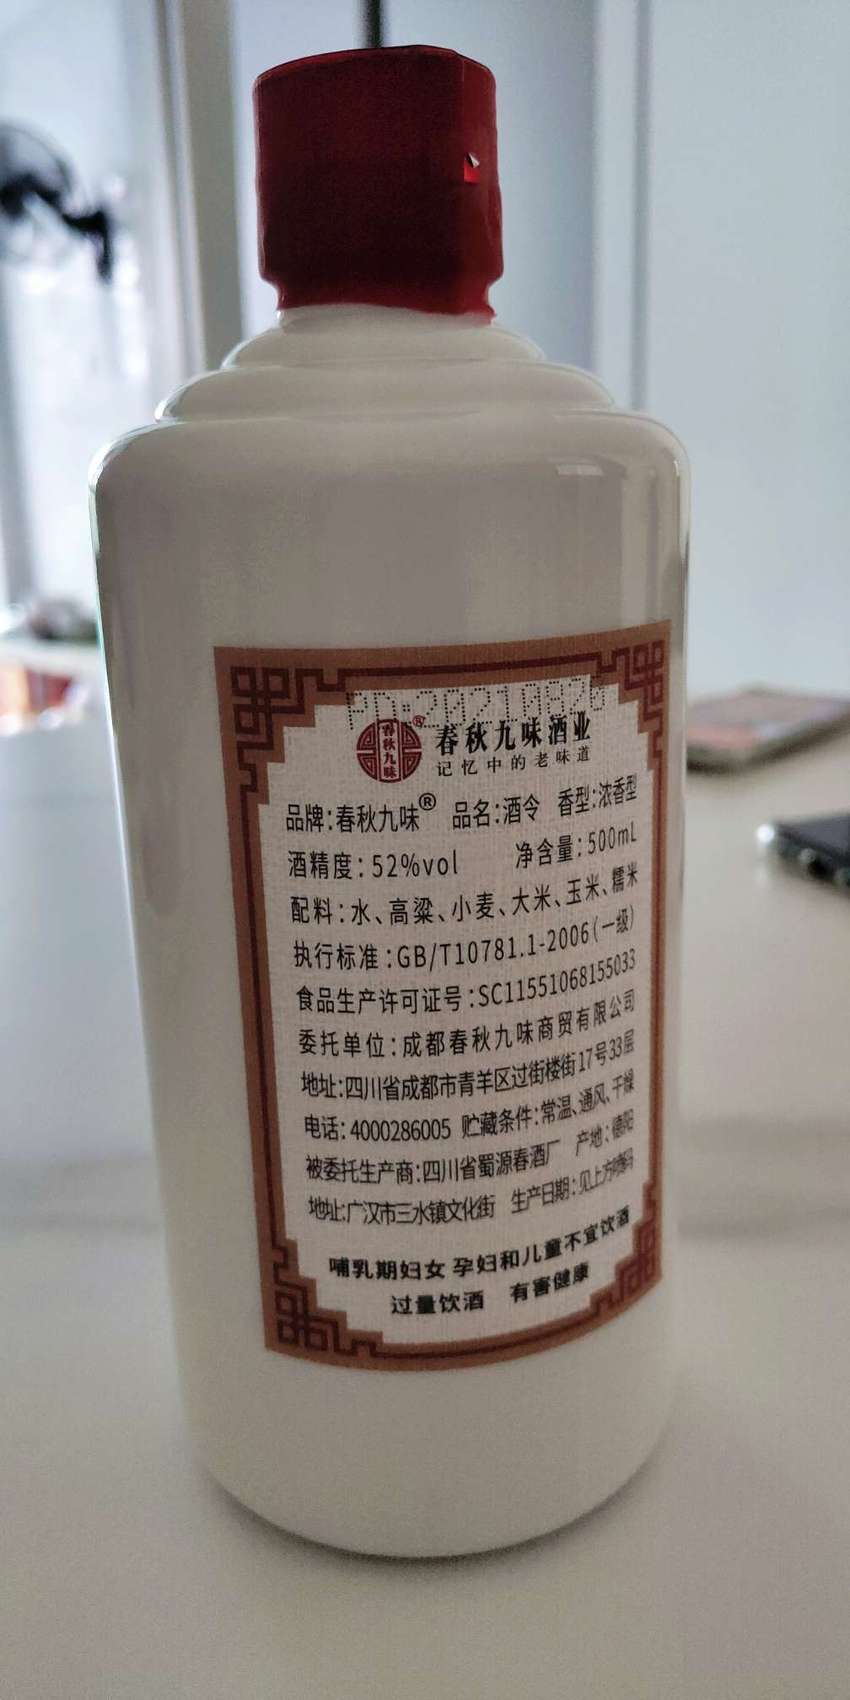 PD:20210826
春秋九味®
春秋九味酒业
记忆中的老味道
品牌:春秋九味® 品名:酒令 香型:浓香型
酒精度:52%vol 净含量:500mL
配料:水、高粱、小麦、大米、玉米、糯米
执行标准:GB/T10781.1-2006(一级)
食品生产许可证号:SC11551068155033
委托单位:成都春秋九味商贸有限公司
地址:四川省成都市青羊区过街楼街17号33层
电话:4000286005 贮藏条件:常温、通风、干燥
被委托生产商:四川省蜀源春酒厂 产地:德阳
地址:广汉市三水镇文化街 生产日期:见上方喷码
哺乳期妇女 孕妇和儿童不宜饮酒
过量饮酒 有害健康